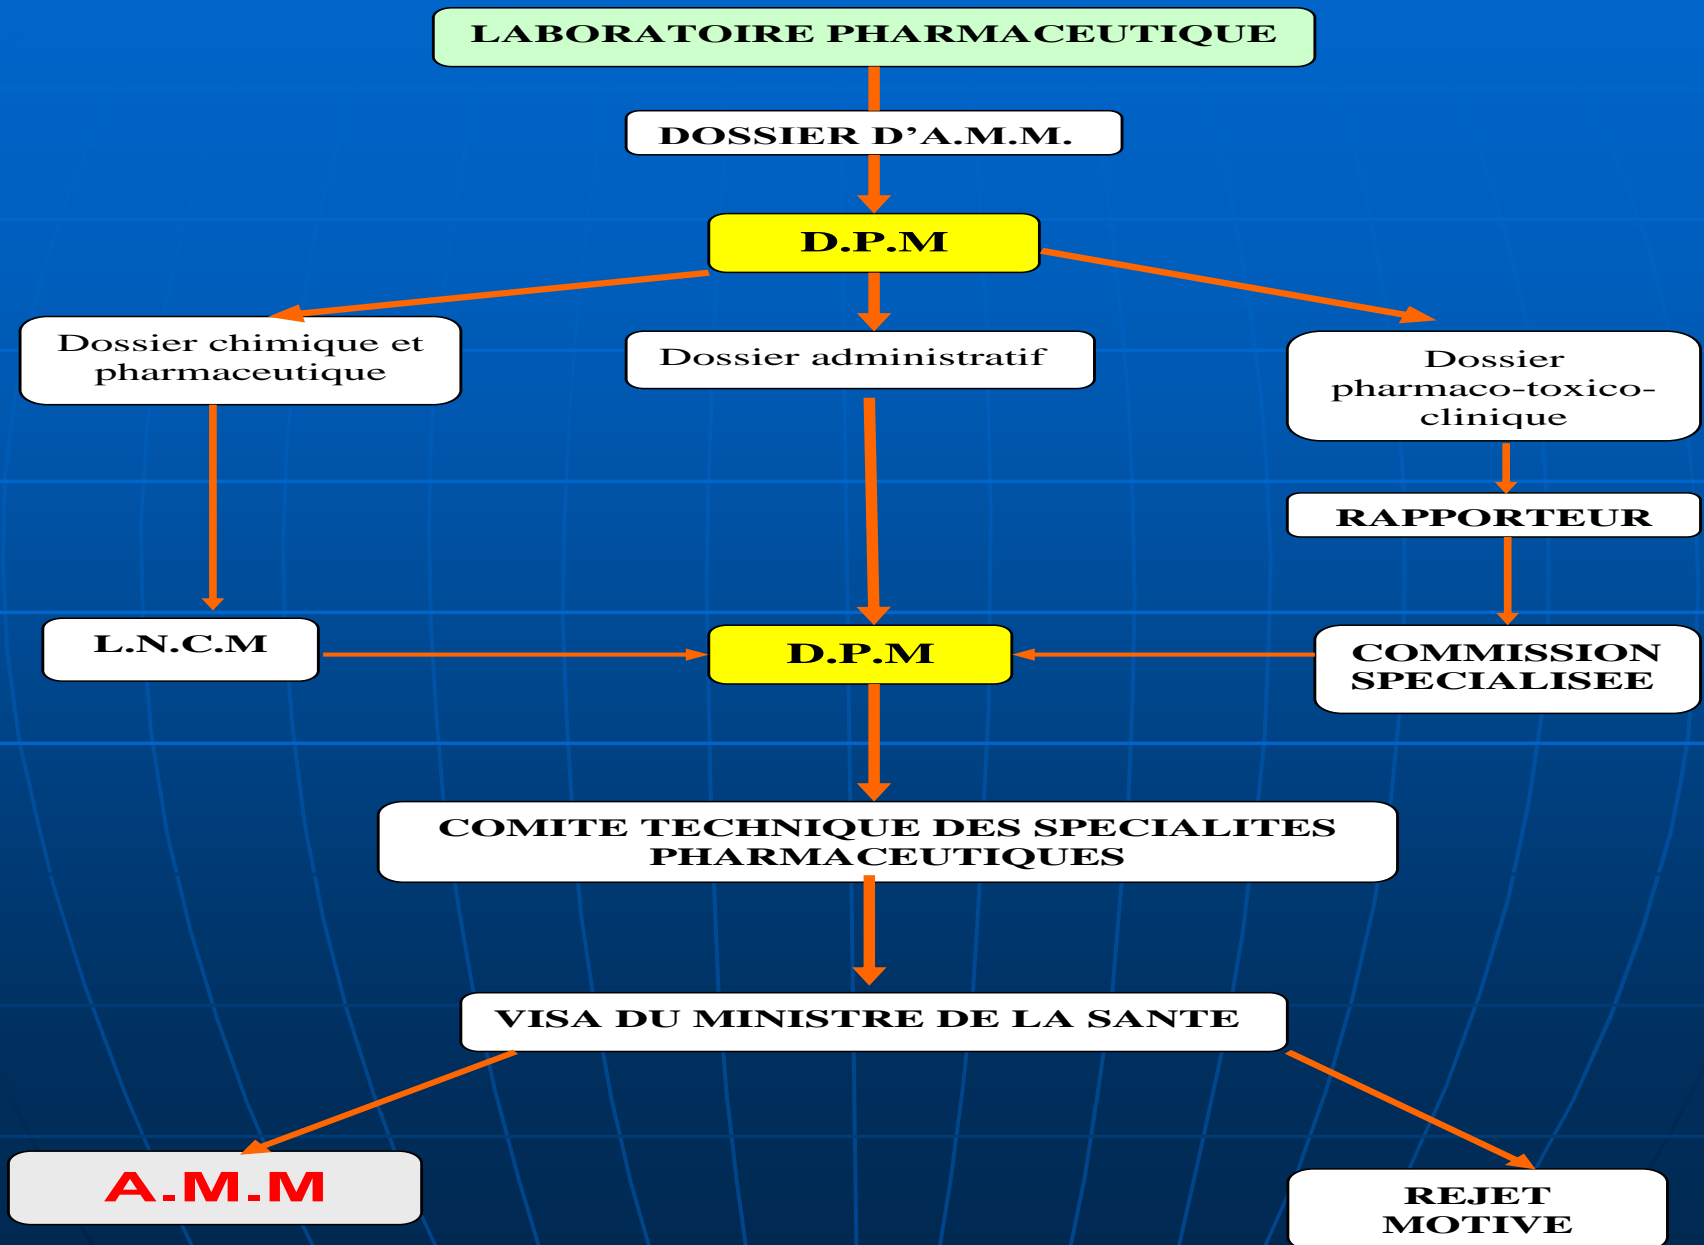 LABORATOIRE PHARMACEUTIQUE
DOSSIER D’A.M.M.
D.P.M
Dossier chimique et
pharmaceutique
Dossier administratif
Dossier
pharmaco-toxico-
clinique
RAPPORTEUR
L.N.C.M
D.P.M
COMMISSION
SPECIALISEE
COMITE TECHNIQUE DES SPECIALITES
PHARMACEUTIQUES
VISA DU MINISTRE DE LA SANTE
A.M.M
REJET
MOTIVE